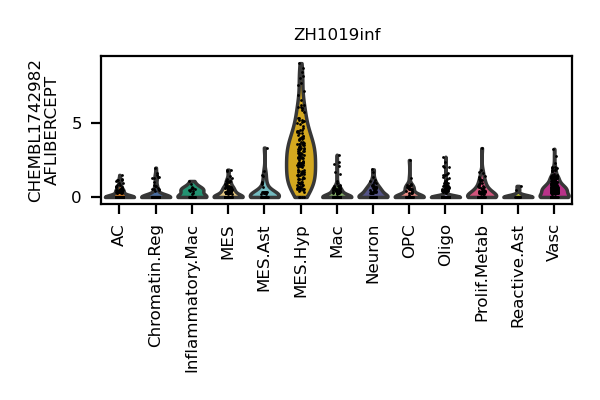 ZH1019inf
CHEMBL1742982
AFLIBERCEPT
5
0
AC
Chromatin.Reg
Inflammatory.Mac
MES
MES.Ast
MES.Hyp
Mac
Neuron
OPC
Oligo
Prolif.Metab
Reactive.Ast
Vasc